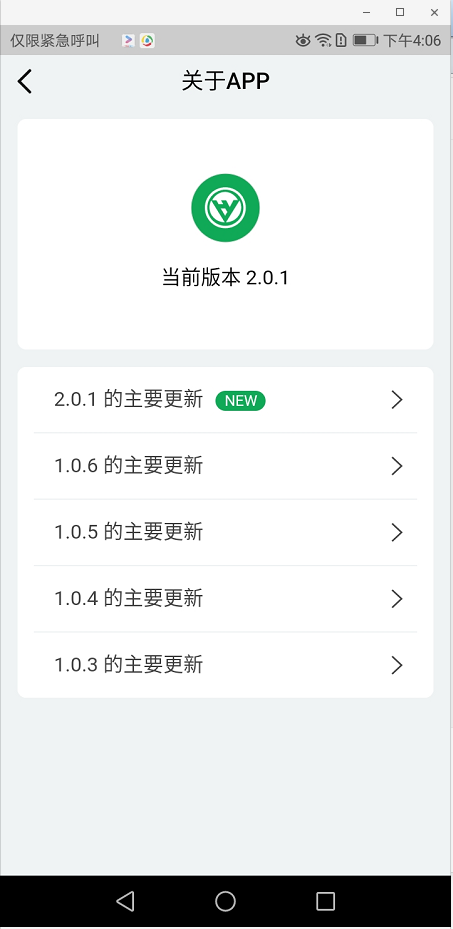 仅限紧急呼叫 下午4:06
关于APP
当前版本 2.0.1
2.0.1 的主要更新 NEW
1.0.6 的主要更新
1.0.5 的主要更新
1.0.4 的主要更新
1.0.3 的主要更新